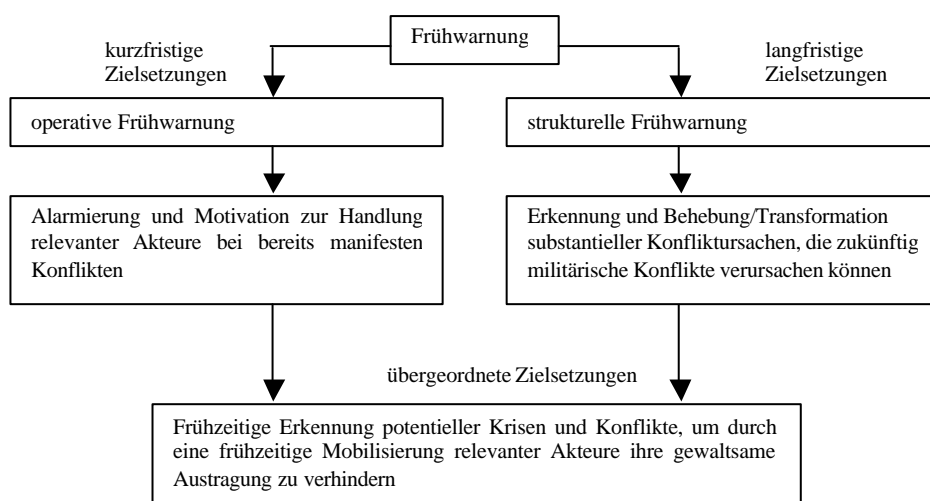 Frühwarnung
kurzfristige
Zielsetzungen
langfristige
Zielsetzungen
operative Frühwarnung
strukturelle Frühwarnung
Alarmierung und Motivation zur Handlung
relevanter Akteure bei bereits manifesten
Konflikten
Erkennung und Behebung/Transformation
substantieller Konfliktursachen, die zukünftig
militärische Konflikte verursachen können
übergeordnete Zielsetzungen
Frühzeitige Erkennung potentieller Krisen und Konflikte, um durch
eine frühzeitige Mobilisierung relevanter Akteure ihre gewaltsame
Austragung zu verhindern